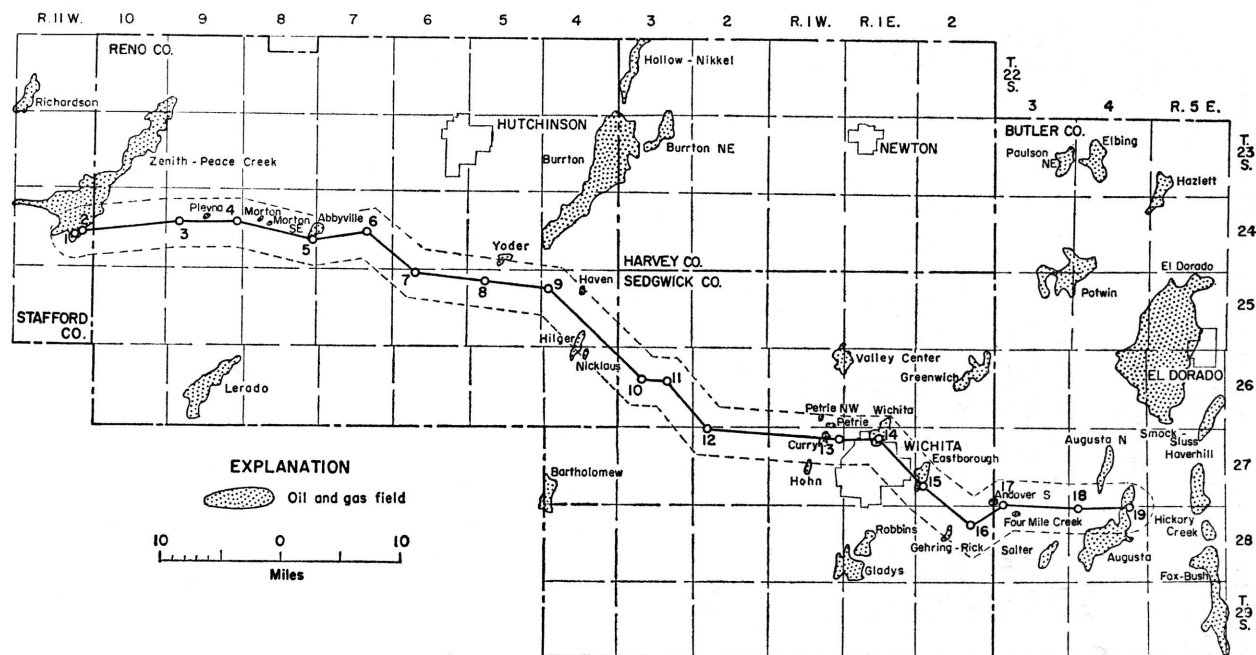 R. 11 W. 10 9 8 7 6 5 4 3 2 R. 1 W. R. 1 E. 2
RENO CO.
Hollow - Nikkel
T.
22
S.
3 4 R. 5 E.
Richardson
HUTCHINSON
BUTLER CO.
Elbing
Paulson
NE
T.
23
S.
Burrton
Burrton NE
NEWTON
Zenith - Peace Creek
Hazlett
Pleyna
Morton
Morton
SE
Abbyville
1 2 3 4 5 6
24
Yoder
HARVEY CO.
SEDGWICK CO.
El Dorado
7 8 9
Haven
Potwin
25
STAFFORD
CO.
Hilger
Nicklaus
Valley Center
Greenwich
EL DORADO
Lerado
10 11
26
Petrie NW
Petrie
Wichita
12
Curry
13 14
WICHITA
Augusta N
Smock -
Sluss
Haverhill
EXPLANATION
Oil and gas field
Bartholomew
Hohn
Eastborough
15
27
17
Andover S
18
19
16
Four Mile Creek
Hickory
Creek
Robbins
Gehring - Rick
Salter
Augusta
28
10 0 10
Miles
Gladys
Fox - Bush
T.
29
S.